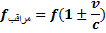 f مراقب = f(1 ± v/c)